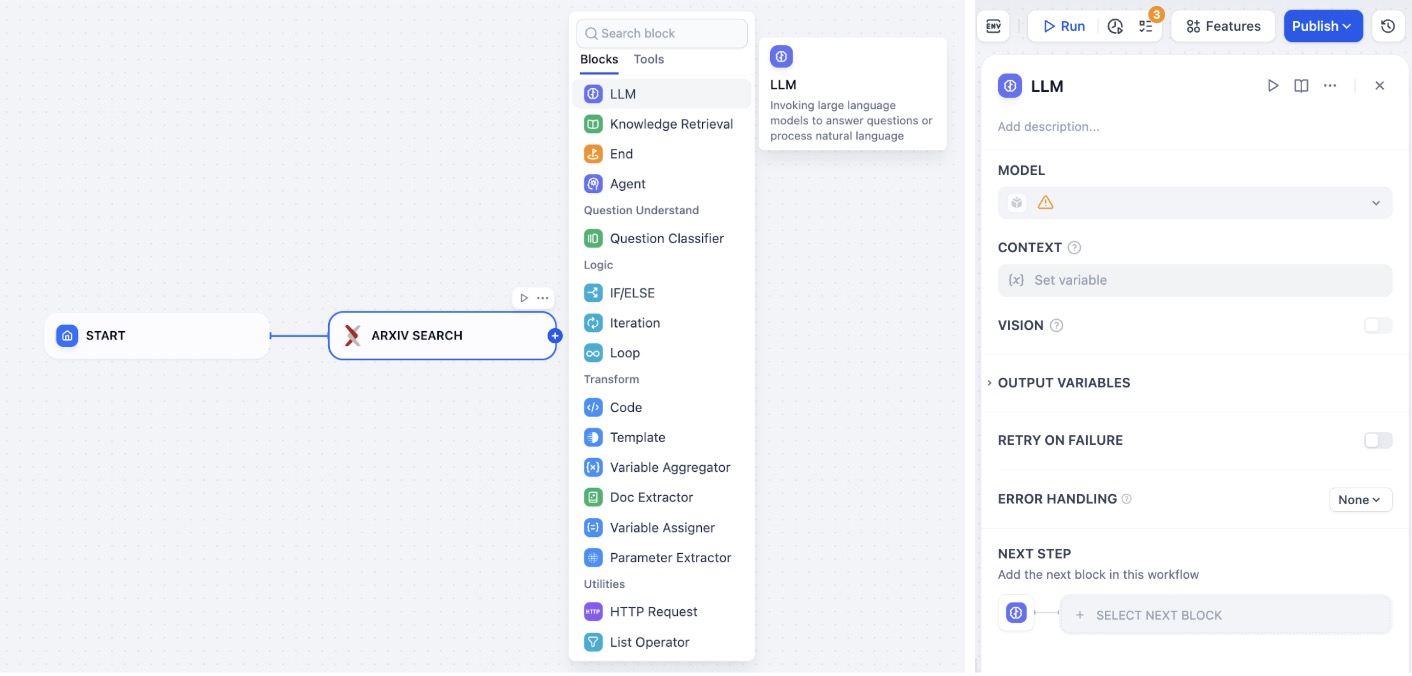 START
ARXIV SEARCH
Search block
Blocks Tools
LLM
Knowledge Retrieval
End
Agent
Question Understand
Question Classifier
Logic
IF/ELSE
Iteration
Loop
Transform
Code
Template
Variable Aggregator
Doc Extractor
Variable Assigner
Parameter Extractor
Utilities
HTTP HTTP Request
List Operator
LLM
Invoking large language
models to answer questions or
process natural language
ENV Run 3 Features Publish
LLM
Add description...
MODEL
CONTEXT
{x} Set variable
VISION
OUTPUT VARIABLES
RETRY ON FAILURE
ERROR HANDLING None
NEXT STEP
Add the next block in this workflow
+ SELECT NEXT BLOCK